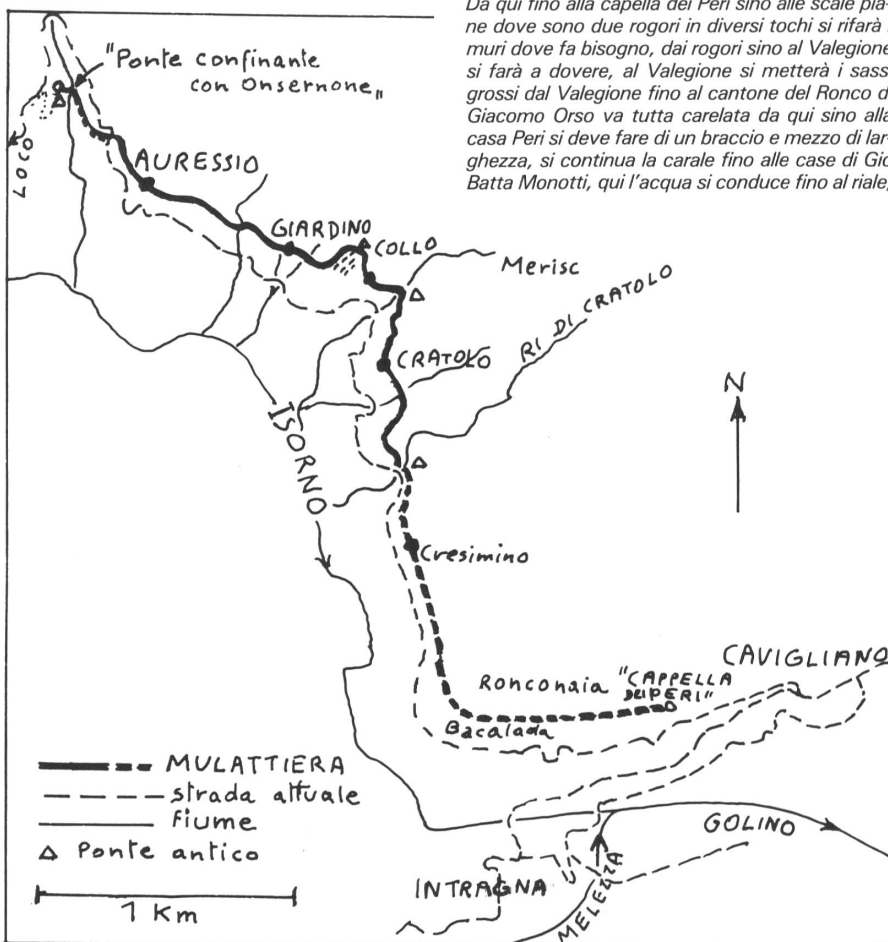 Da qui fino alla capella dei Peri sino alle scale pia-
ne dove sono due rogori in diversi tochi si rifarà
muri dove fa bisogno, dai rogori sino al Valegione
si farà a dovere, al Valegione si metterà i sass
grossi dal Valegione fino al cantone del Ronco d
Giacomo Orso va tutta carelata da qui sino alla
casa Peri si deve fare di un braccio e mezzo di lar-
ghezza, si continua la carale fino alle case di Gio
Batta Monotti, qui l'acqua si conduce fino al riale,
"Ponte confinante
con Onsernone"
LOCO
AURESSIO
GIARDINO
COLLO
Merisc
RI DI CRATOLO
CRATOLO
N
ISORNO
Cresimino
CAVIGLIANO
Ronconaia "CAPPELLA
DEI PERI"
Bacalada
MULATTIERA
strada attuale
fiume
Ponte antico
GOLINO
INTRAGNA
MELEZZA
1 Km